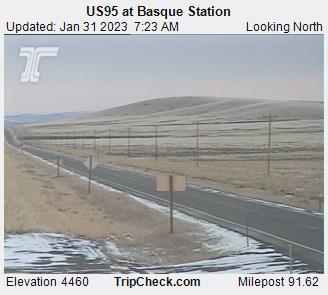 US95 at Basque Station
Updated: Jan 31 2023 7:23 AM Looking North
Elevation 4460 TripCheck.com Milepost 91.62